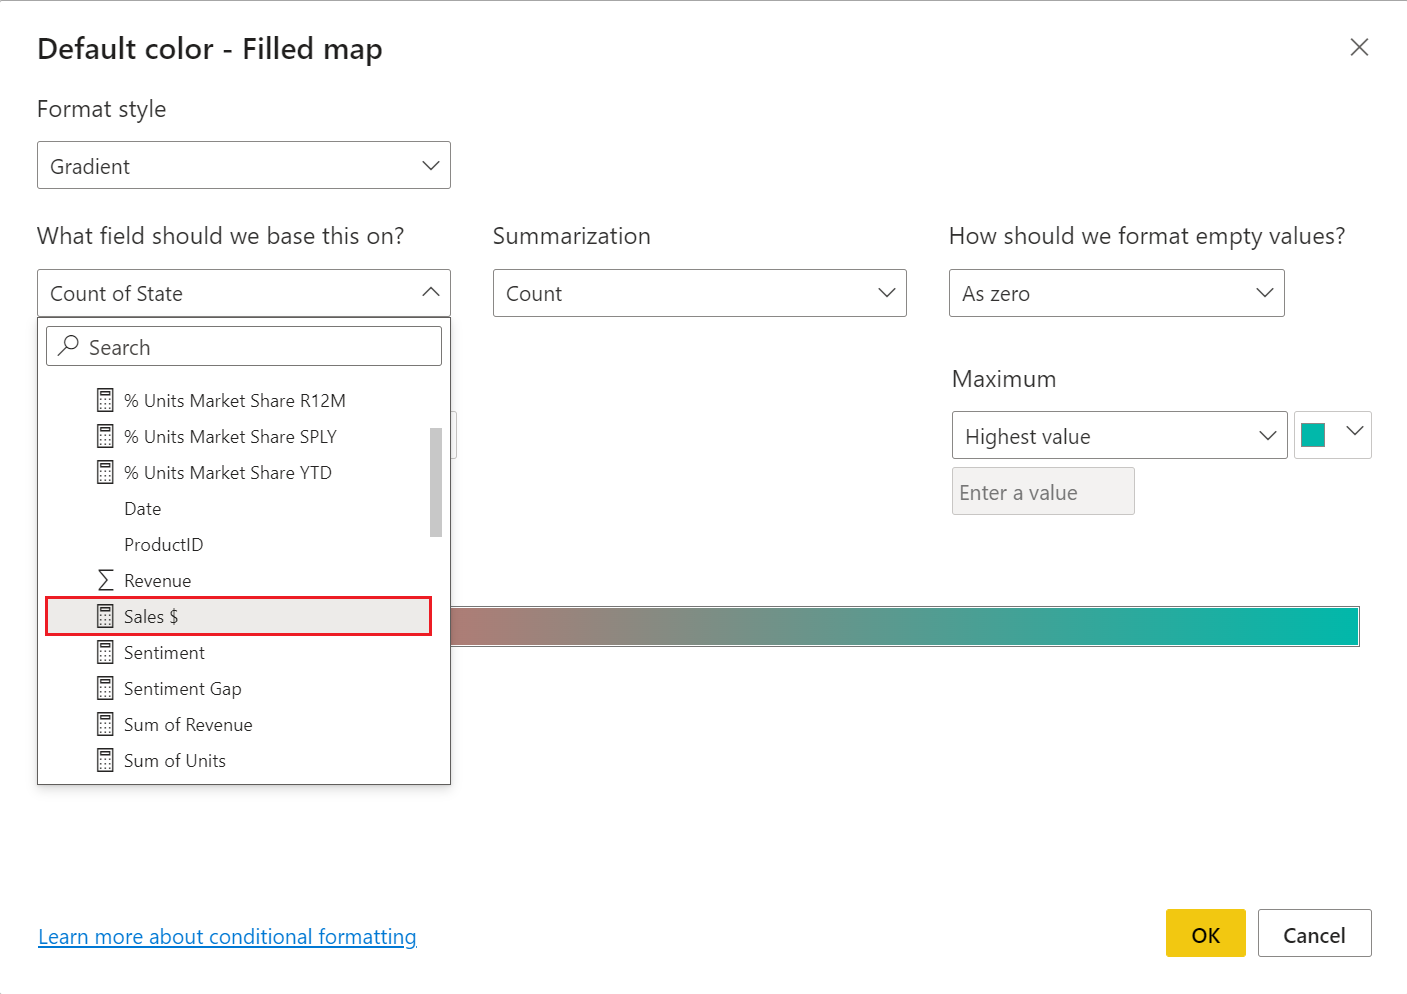 Default color - Filled map
Format style
Gradient
What field should we base this on?
Summarization
How should we format empty values?
Count of State
Count
As zero
Search
% Units Market Share R12M
% Units Market Share SPLY
% Units Market Share YTD
Date
ProductID
Revenue
Sales $
Sentiment
Sentiment Gap
Sum of Revenue
Sum of Units
Maximum
Highest value
Enter a value
Learn more about conditional formatting
OK
Cancel